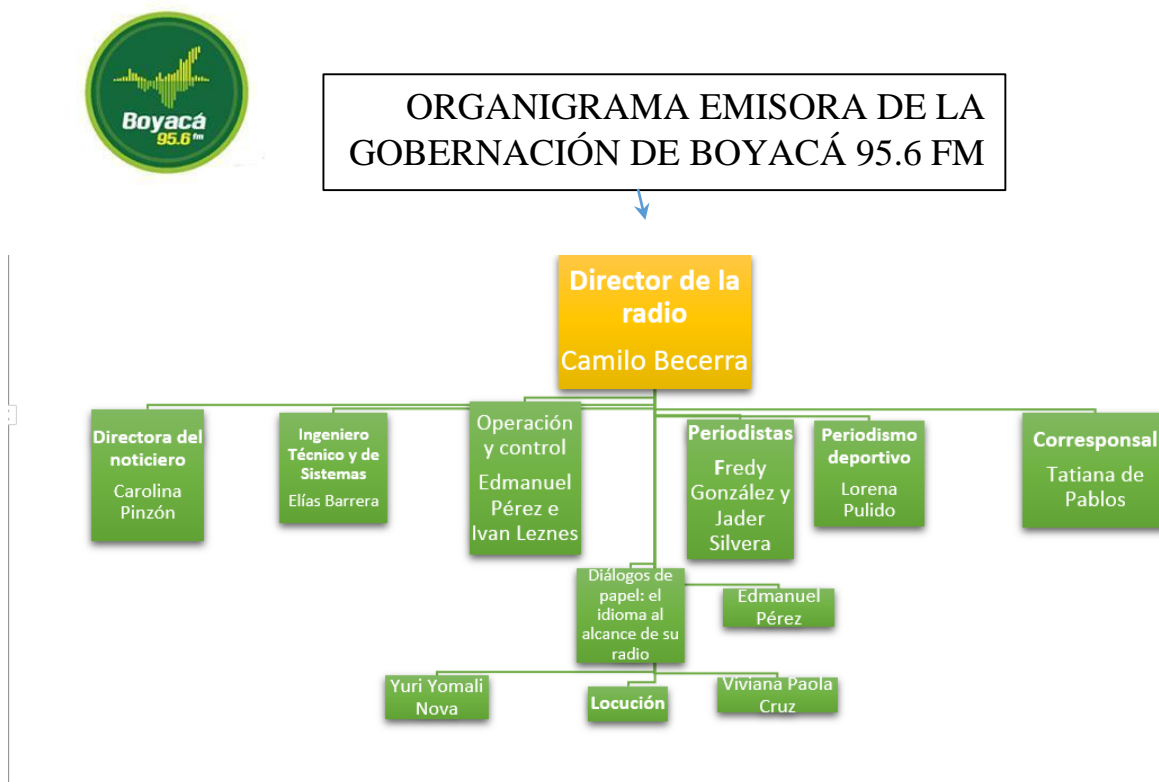 Boyacá
95.6 fm
ORGANIGRAMA EMISORA DE LA
GOBERNACIÓN DE BOYACÁ 95.6 FM
Director de la
radio
Camilo Becerra
Directora del
noticiero
Carolina
Pinzón
Ingeniero
Técnico y de
Sistemas
Elías Barrera
Operación
y control
Edmanuel
Pérez e
Ivan Leznes
Periodistas
Fredy
González y
Jader
Silvera
Periodismo
deportivo
Lorena
Pulido
Corresponsal
Tatiana de
Pablos
Diálogos de
papel: el
idioma al
alcance de su
radio
Edmanuel
Pérez
Yuri Yomali
Nova
Locución
Viviana Paola
Cruz